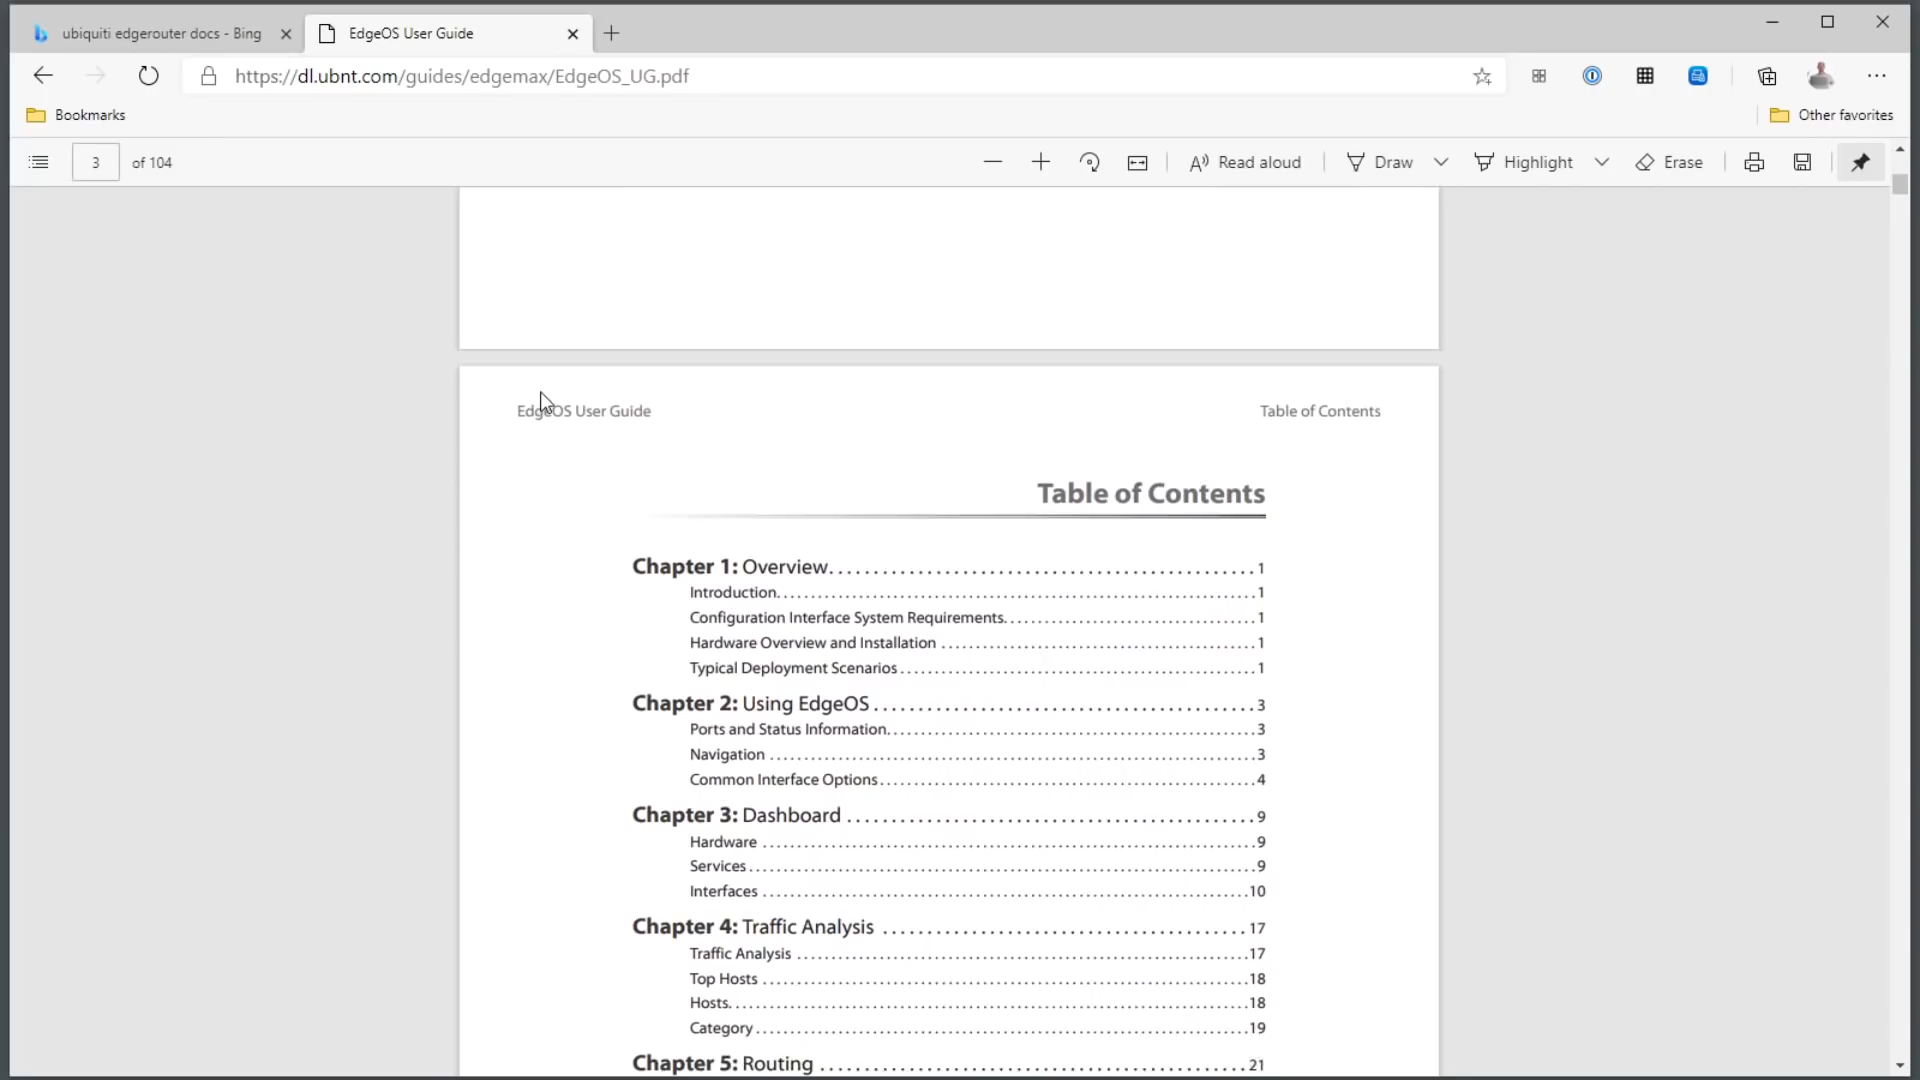 ubiquiti edgerouter docs - Bing
EdgeOS User Guide
https://dl.ubnt.com/guides/edgemax/EdgeOS_UG.pdf
Bookmarks
Other favorites
3 of 104
Read aloud
Draw
Highlight
Erase
EdgeOS User Guide
Table of Contents
Table of Contents
Chapter 1: Overview. . . . . . . . . . . . . . . . . . . . . . . . 1
Introduction. . . . . . . . . . . . . . . . . . . . . . . . 1
Configuration Interface System Requirements. . . . . . . . . . . . . . . . . . . . . . . . 1
Hardware Overview and Installation . . . . . . . . . . . . . . . . . . . . . . . . 1
Typical Deployment Scenarios . . . . . . . . . . . . . . . . . . . . . . . . 1
Chapter 2: Using EdgeOS . . . . . . . . . . . . . . . . . . . . . . . . 3
Ports and Status Information. . . . . . . . . . . . . . . . . . . . . . . . 3
Navigation . . . . . . . . . . . . . . . . . . . . . . . . 3
Common Interface Options . . . . . . . . . . . . . . . . . . . . . . . . 4
Chapter 3: Dashboard . . . . . . . . . . . . . . . . . . . . . . . . 9
Hardware . . . . . . . . . . . . . . . . . . . . . . . . 9
Services . . . . . . . . . . . . . . . . . . . . . . . . 9
Interfaces . . . . . . . . . . . . . . . . . . . . . . . . 10
Chapter 4: Traffic Analysis . . . . . . . . . . . . . . . . . . . . . . . . 17
Traffic Analysis . . . . . . . . . . . . . . . . . . . . . . . . 17
Top Hosts . . . . . . . . . . . . . . . . . . . . . . . . 18
Hosts. . . . . . . . . . . . . . . . . . . . . . . . 18
Category . . . . . . . . . . . . . . . . . . . . . . . . 19
Chapter 5: Routing . . . . . . . . . . . . . . . . . . . . . . . . 21